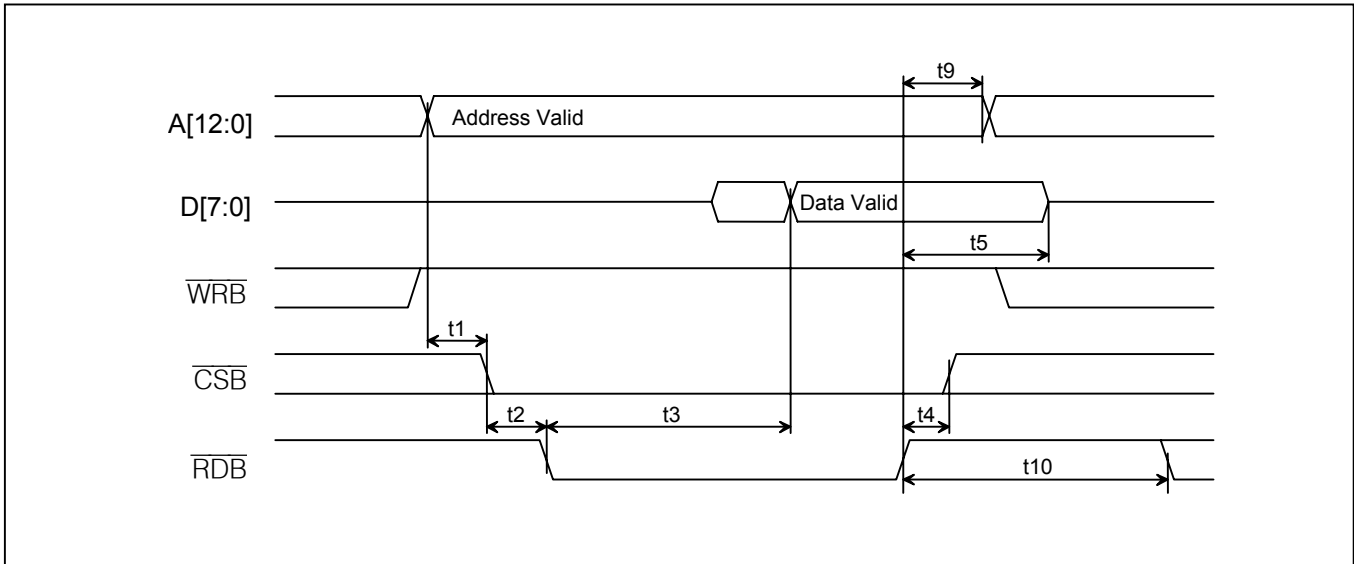 t9
A[12:0] Address Valid
D[7:0] Data Valid
t5
WRB
t1
CSB
t2 t3 t4
RDB
t10